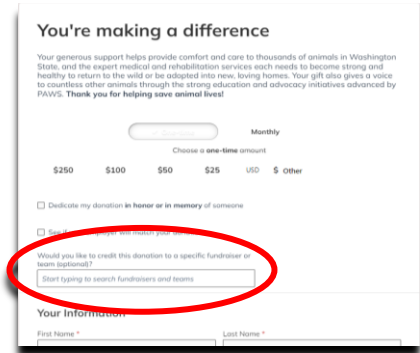 You're making a difference
Your generous support helps provide comfort and care to thousands of animals in Washington
State, and the expert medical and rehabilitation services each needs to become strong and
healthy to return to the wild or be adopted into new, loving homes. Your gift also gives a voice
to countless other animals through the strong education and advocacy initiatives advanced by
PAWS. Thank you for helping save animal lives!
Monthly
Choose a one-time amount
$250 $100 $50 $25 USD $ Other
Dedicate my donation in honor or in memory of someone
See if employer will match your
Would you like to credit this donation to a specific fundraiser or
team (optional)?
Start typing to search fundraisers and teams
Your Information
First Name * Last Name *